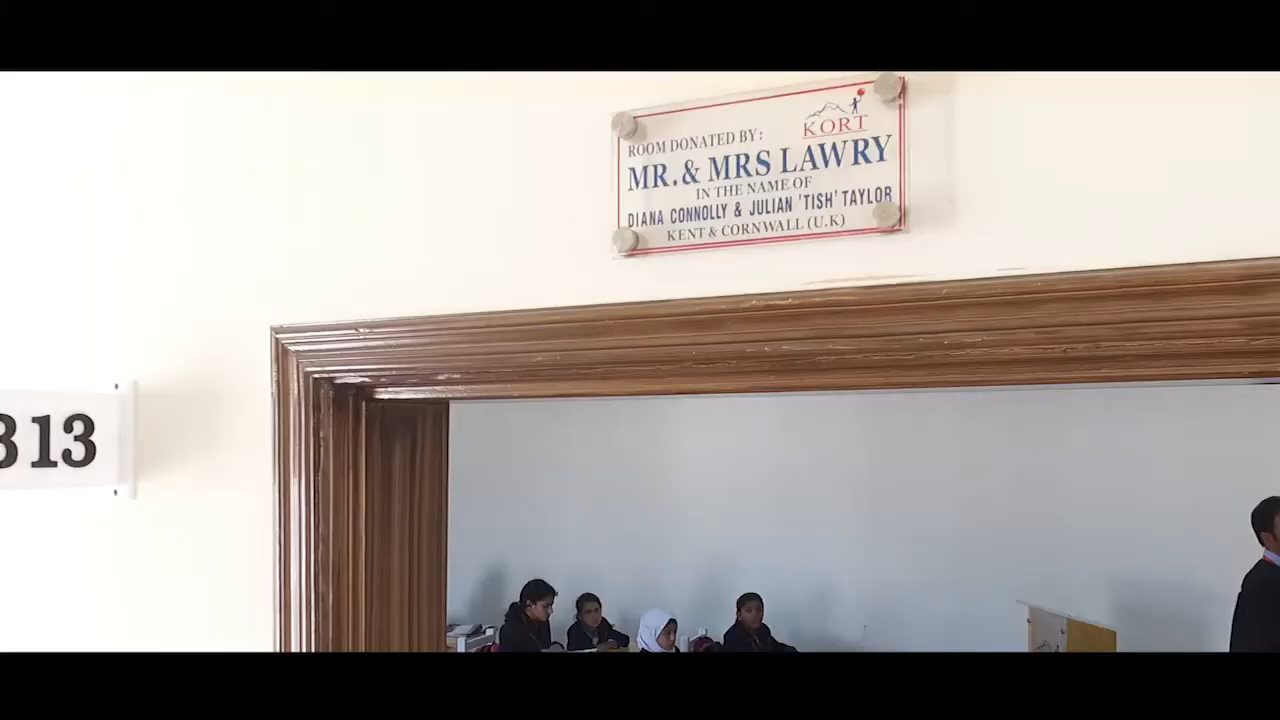 KORT
ROOM DONATED BY:
MR. & MRS LAWRY
IN THE NAME OF
DIANA CONNOLLY & JULIAN 'TISH' TAYLOR
KENT & CORNWALL (U.K)
313